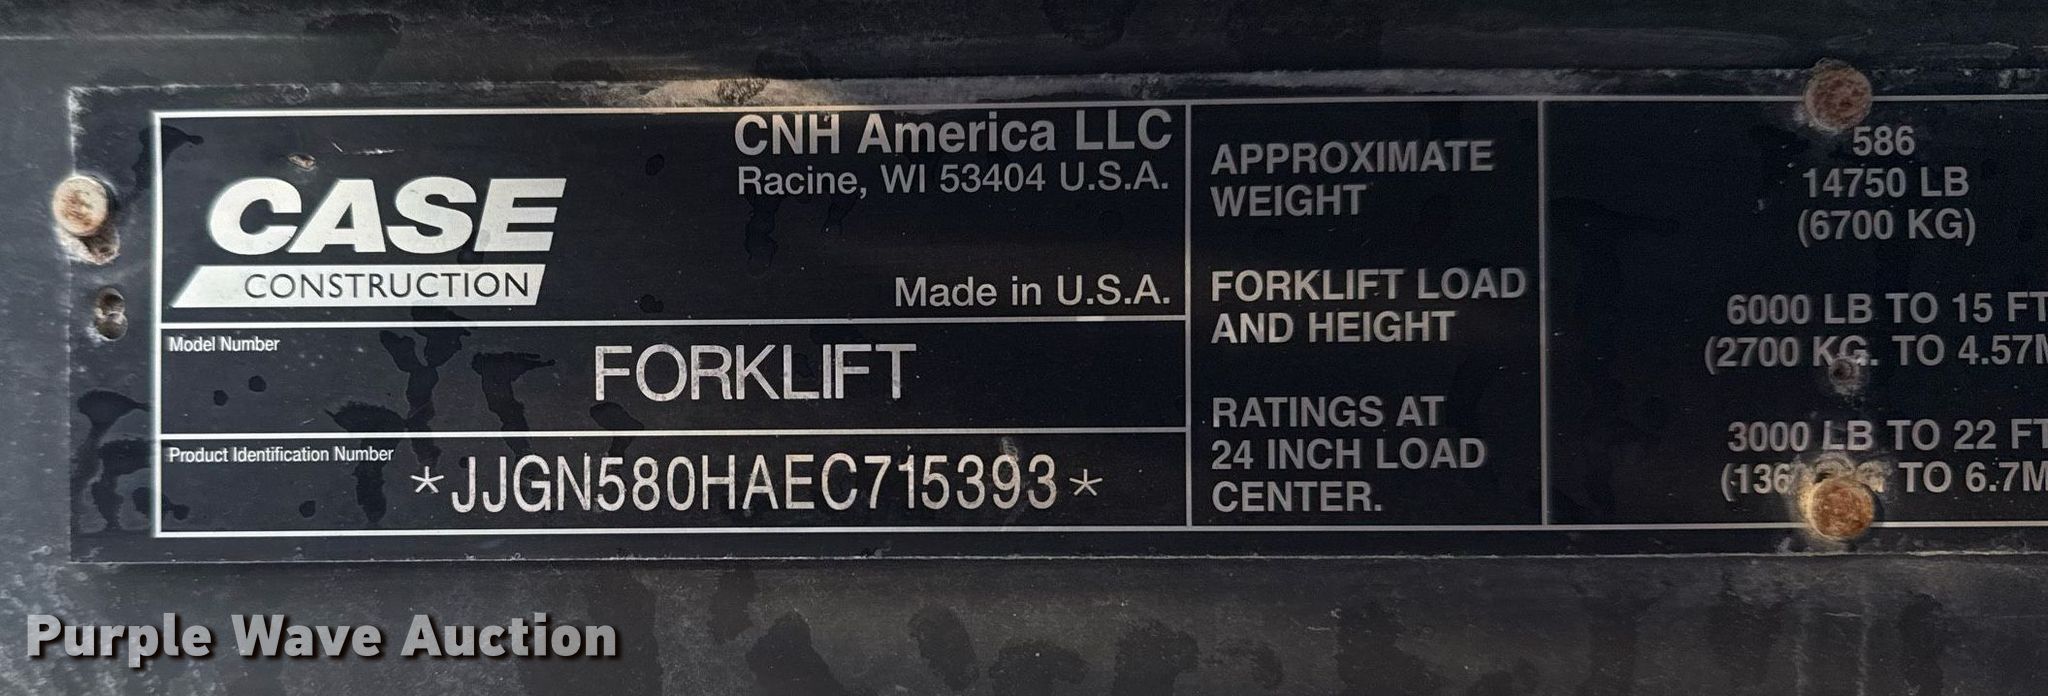 CASE
CONSTRUCTION
CNH America LLC
Racine, WI 53404 U.S.A.
Made in U.S.A.
Model Number
FORKLIFT
Product Identification Number
*JJGN580HAEC715393*
APPROXIMATE
WEIGHT
586
14750 LB
(6700 KG)
FORKLIFT LOAD
AND HEIGHT
6000 LB TO 15 FT
(2700 KG. TO 4.57M
RATINGS AT
24 INCH LOAD
CENTER.
3000 LB TO 22 FT
TO 6.7M
Purple Wave Auction